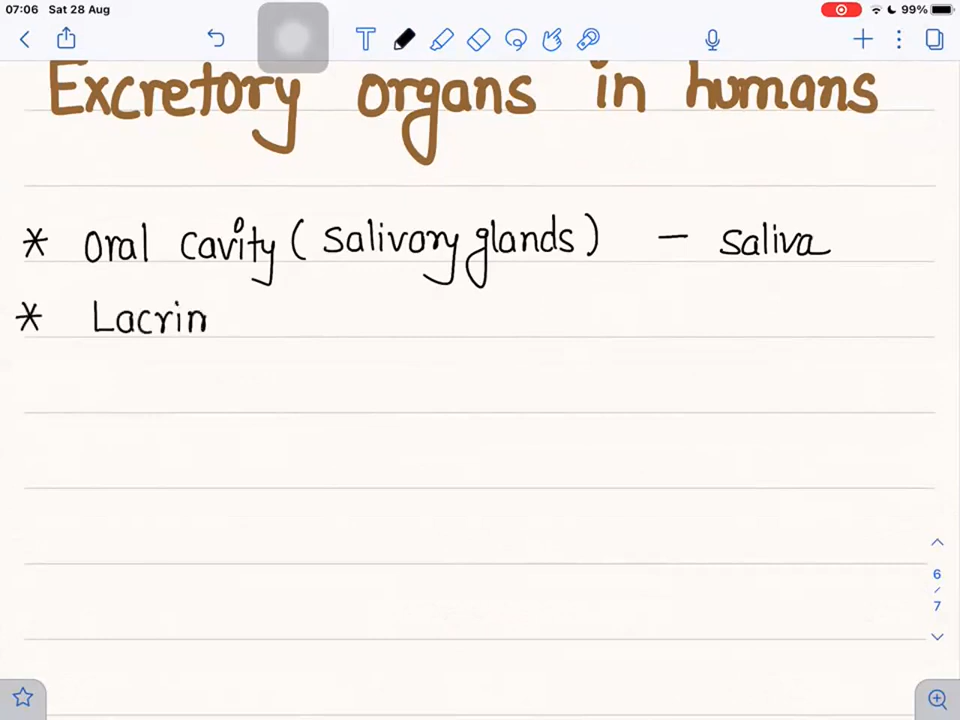 07:06 Sat 28 Aug 99%
T
Excretory organs in humans
* Oral cavity (Salivory glands) — saliva
* Lacrin
6
/
7